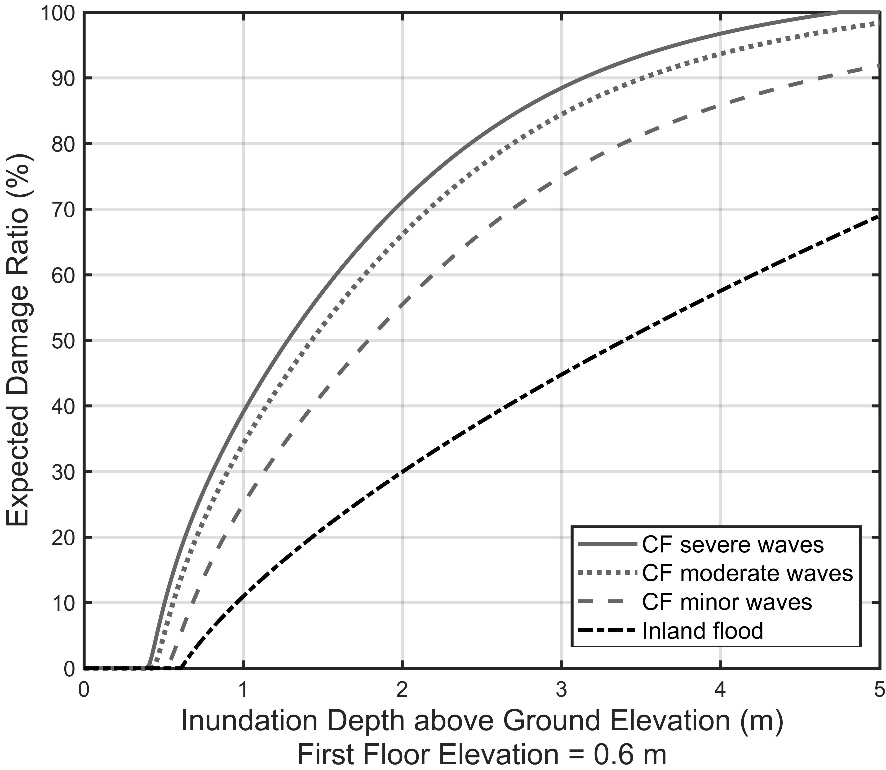 100
90
80
70
60
50
40
30
20
10
0
Expected Damage Ratio (%)
CF severe waves
CF moderate waves
CF minor waves
Inland flood
0 1 2 3 4 5
Inundation Depth above Ground Elevation (m)
First Floor Elevation = 0.6 m